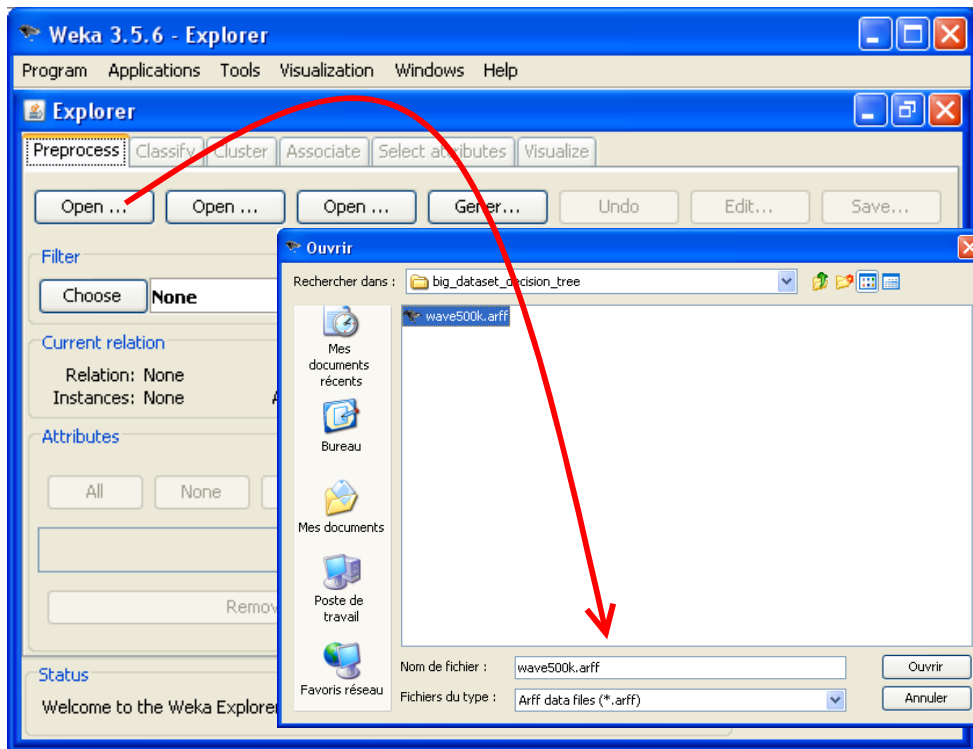 Weka 3.5.6 - Explorer
Program Applications Tools Visualization Windows Help
Explorer
Preprocess Classify Cluster Associate Select attributes Visualize
Open ... Open ... Open ... Gener... Undo Edit... Save...
Filter
Choose None
Current relation
Relation: None
Instances: None
Attributes
All None
Remov
Status
Welcome to the Weka Explorer
Ouvrir
Rechercher dans : big_dataset_decision_tree
wave500k.arff
Mes
documents
récents
Bureau
Mes documents
Poste de
travail
Favoris réseau
Nom de fichier : wave500k.arff Ouvrir
Fichiers du type : Arff data files (*.arff) Annuler